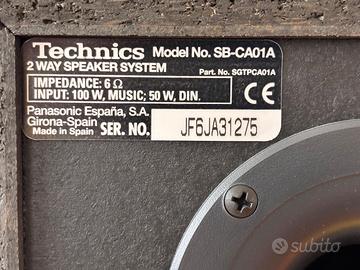 Technics Model No. SB-CA01A
2 WAY SPEAKER SYSTEM Part. No. SGTPCA01A
IMPEDANCE: 6 Ω
INPUT: 100 W, MUSIC; 50 W, DIN.
Panasonic España, S.A.
Girona-Spain
Made in Spain SER. NO. JF6JA31275
subito